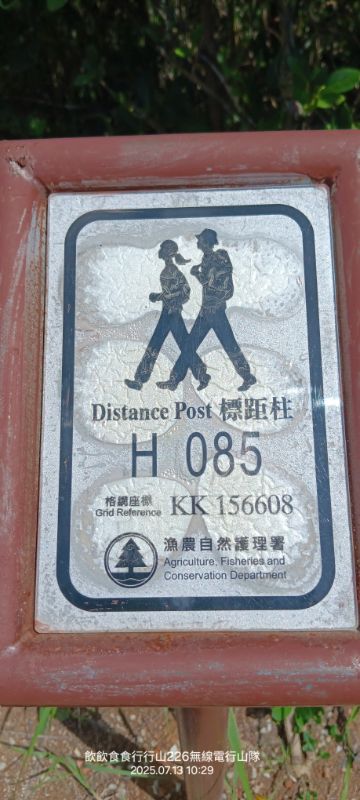 Distance Post 標距柱
H 085
格網座標
Grid Reference
KK 156608
漁農自然護理署
Agriculture, Fisheries and
Conservation Department
飲飲食食行行山226無線電行山隊
2025.07.13 10:29